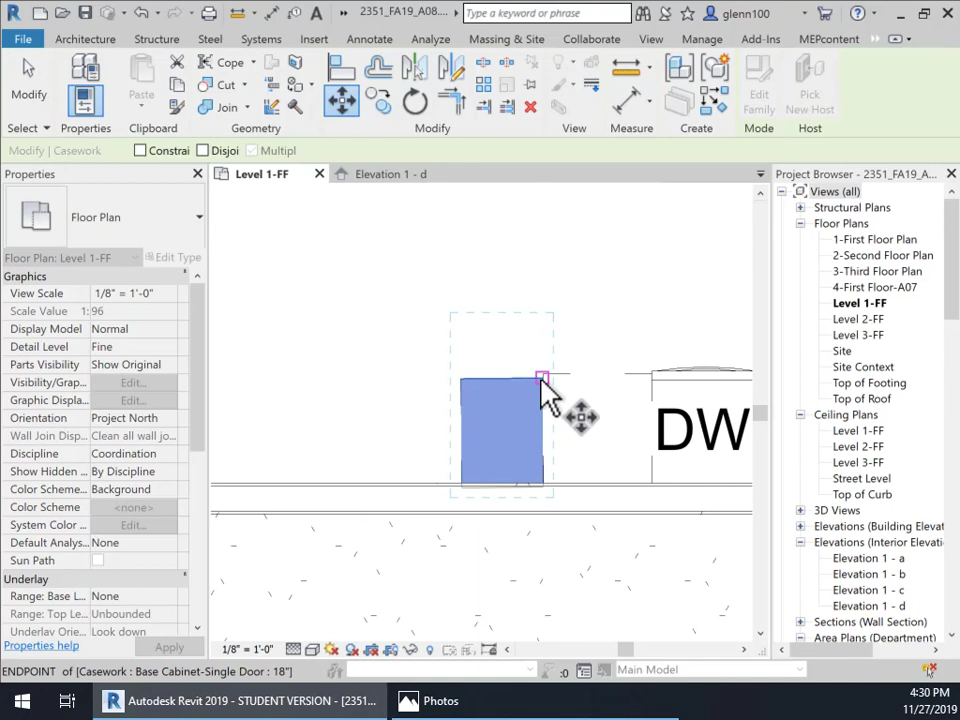 2351_FA19_A08....
Type a keyword or phrase
glenn100
File
Architecture
Structure
Steel
Systems
Insert
Annotate
Analyze
Massing & Site
Collaborate
View
Manage
Add-Ins
MEPcontent
Modify
Paste
Cope
Cut
Join
Edit
Family
Pick
New Host
Select
Properties
Clipboard
Geometry
Modify
View
Measure
Create
Mode
Host
Modify | Casework
Constrai
Disjoi
Multipl
Properties
Level 1-FF
Elevation 1 - d
Project Browser - 2351_FA19_A...
Floor Plan
Floor Plan: Level 1-FF
Edit Type
Graphics
View Scale 1/8" = 1'-0"
Scale Value 1: 96
Display Model Normal
Detail Level Fine
Parts Visibility Show Original
Visibility/Grap... Edit...
Graphic Displa... Edit...
Orientation Project North
Wall Join Disp... Clean all wall jo...
Discipline Coordination
Show Hidden ... By Discipline
Color Scheme... Background
Color Scheme <none>
System Color ... Edit...
Default Analys... None
Sun Path
Underlay
Range: Base L... None
Range: Top Le... Unbounded
Underlay Orie... Look down
Properties help
Apply
DW
Views (all)
Structural Plans
Floor Plans
1-First Floor Plan
2-Second Floor Plan
3-Third Floor Plan
4-First Floor-A07
Level 1-FF
Level 2-FF
Level 3-FF
Site
Site Context
Top of Footing
Top of Roof
Ceiling Plans
Level 1-FF
Level 2-FF
Level 3-FF
Street Level
Top of Curb
3D Views
Elevations (Building Elevat
Elevations (Interior Elevati
Elevation 1 - a
Elevation 1 - b
Elevation 1 - c
Elevation 1 - d
Sections (Wall Section)
Area Plans (Department)
1/8" = 1'-0"
ENDPOINT of [Casework : Base Cabinet-Single Door : 18"]
:0
Main Model
Autodesk Revit 2019 - STUDENT VERSION - [2351...
Photos
4:30 PM
11/27/2019